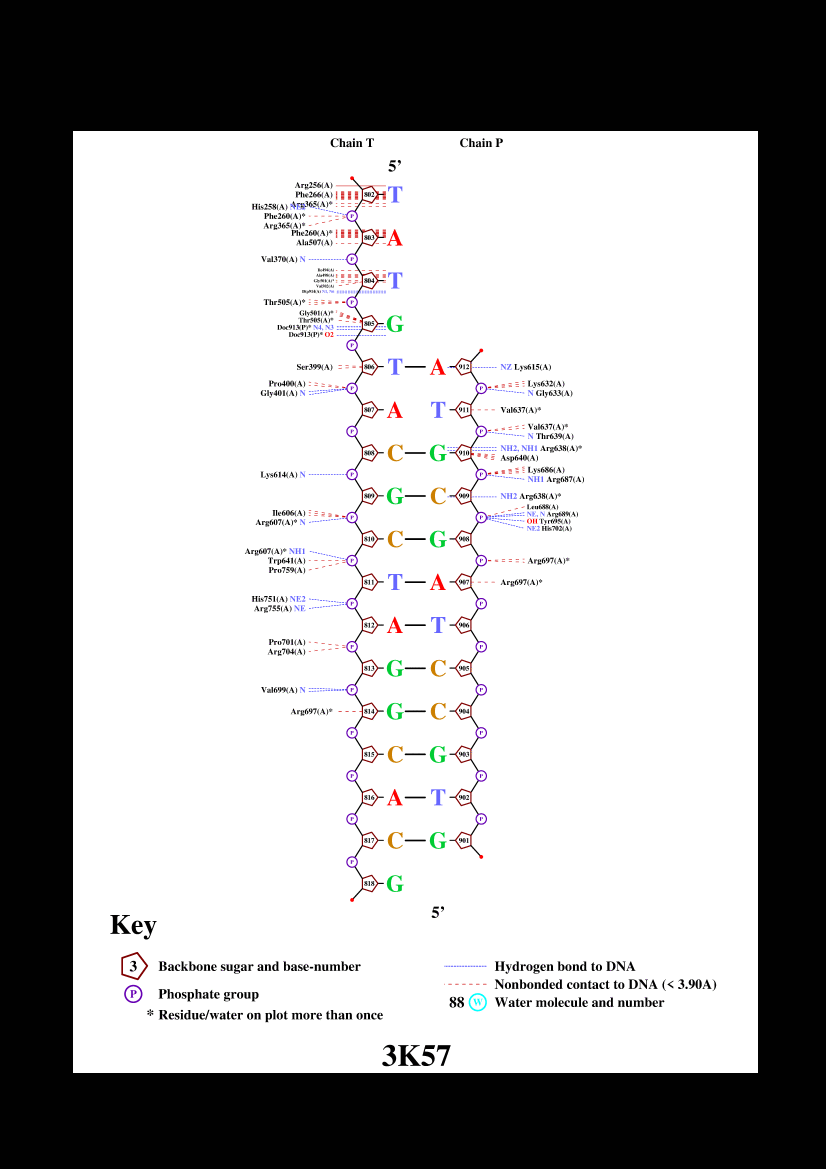 Chain T Chain P
5’
Arg256(A)
Phe266(A)
802 T
Arg365(A)*
His258(A)
Phe260(A)* P
Arg365(A)*
Phe260(A)*
803 A
Ala507(A)
Val370(A) N P
804 T
Thr505(A)* P
Gly501(A)*
Thr505(A)*
805 G
Doc913(P)* N4, N3
Doc913(P)* O2
P
Ser399(A) 806 T A 912 NZ Lys615(A)
Pro400(A) P P Lys632(A)
Gly401(A) N N Gly633(A)
807 A T 911 Val637(A)*
P P Val637(A)*
N Thr639(A)
808 C G 910 NH2, NH1 Arg638(A)*
Asp640(A)
Lys614(A) N P P Lys686(A)
NH1 Arg687(A)
809 G C 909 NH2 Arg638(A)*
Leu688(A)
Ile606(A) P P NE, N Arg689(A)
Arg607(A)* N OH Tyr695(A)
NE2 His702(A)
810 C G 908
Arg607(A)* NH1
Trp641(A) P P Arg697(A)*
Pro759(A)
811 T A 907 Arg697(A)*
His751(A) NE2 P P
Arg755(A) NE
812 A T 906
Pro701(A) P P
Arg704(A)
813 G C 905
Val699(A) N P P
Arg697(A)* 814 G C 904
P P
815 C G 903
P P
816 A T 902
P P
817 C G 901
P
818 G
5’
Key
3 Backbone sugar and base-number
P Phosphate group
* Residue/water on plot more than once
Hydrogen bond to DNA
Nonbonded contact to DNA (< 3.90A)
88 W Water molecule and number
3K57